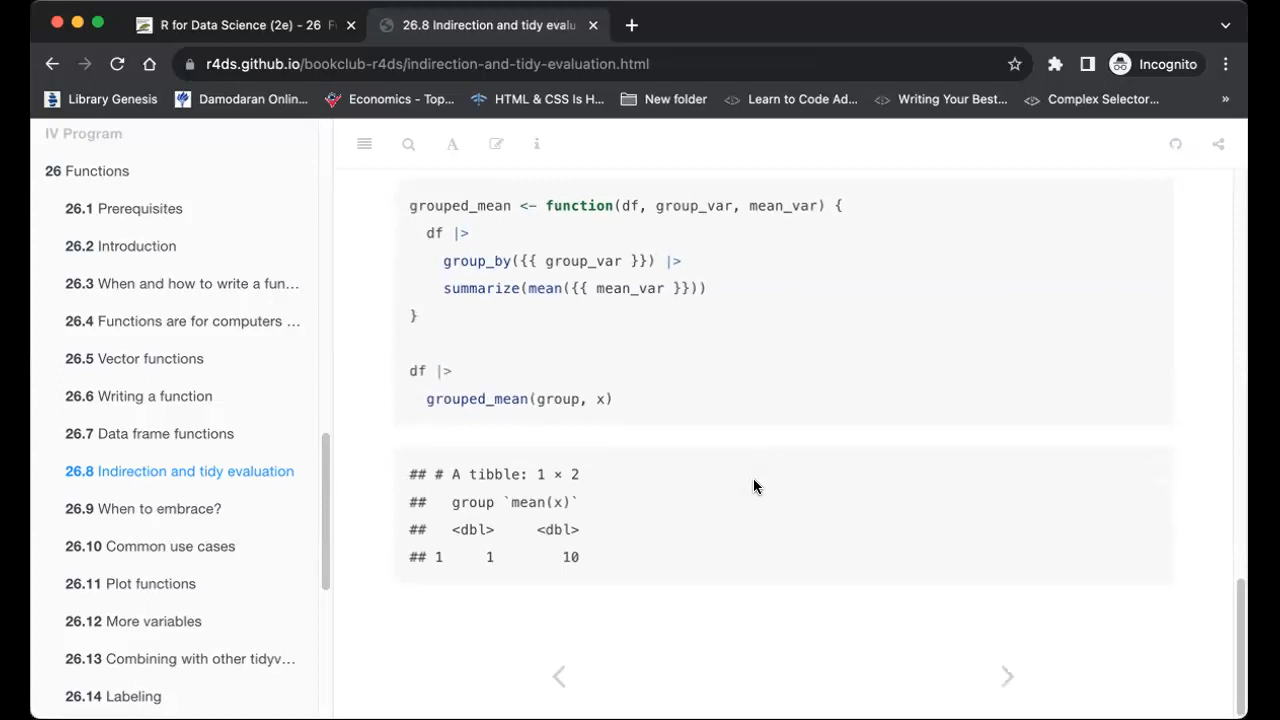 R for Data Science (2e) - 26
26.8 Indirection and tidy evalu
r4ds.github.io/bookclub-r4ds/indirection-and-tidy-evaluation.html
Incognito
Library Genesis
Damodaran Onlin...
Economics - Top...
HTML & CSS Is H...
New folder
Learn to Code Ad...
Writing Your Best...
Complex Selector...
»
IV Program
26 Functions
26.1 Prerequisites
26.2 Introduction
26.3 When and how to write a fun...
26.4 Functions are for computers ...
26.5 Vector functions
26.6 Writing a function
26.7 Data frame functions
26.8 Indirection and tidy evaluation
26.9 When to embrace?
26.10 Common use cases
26.11 Plot functions
26.12 More variables
26.13 Combining with other tidyv...
26.14 Labeling
A
i
grouped_mean <- function(df, group_var, mean_var) {
df |>
group_by({{ group_var }}) |>
summarize(mean({{ mean_var }}))
}
df |>
grouped_mean(group, x)
## # A tibble: 1 × 2
## group `mean(x)`
## <dbl> <dbl>
## 1 1 10